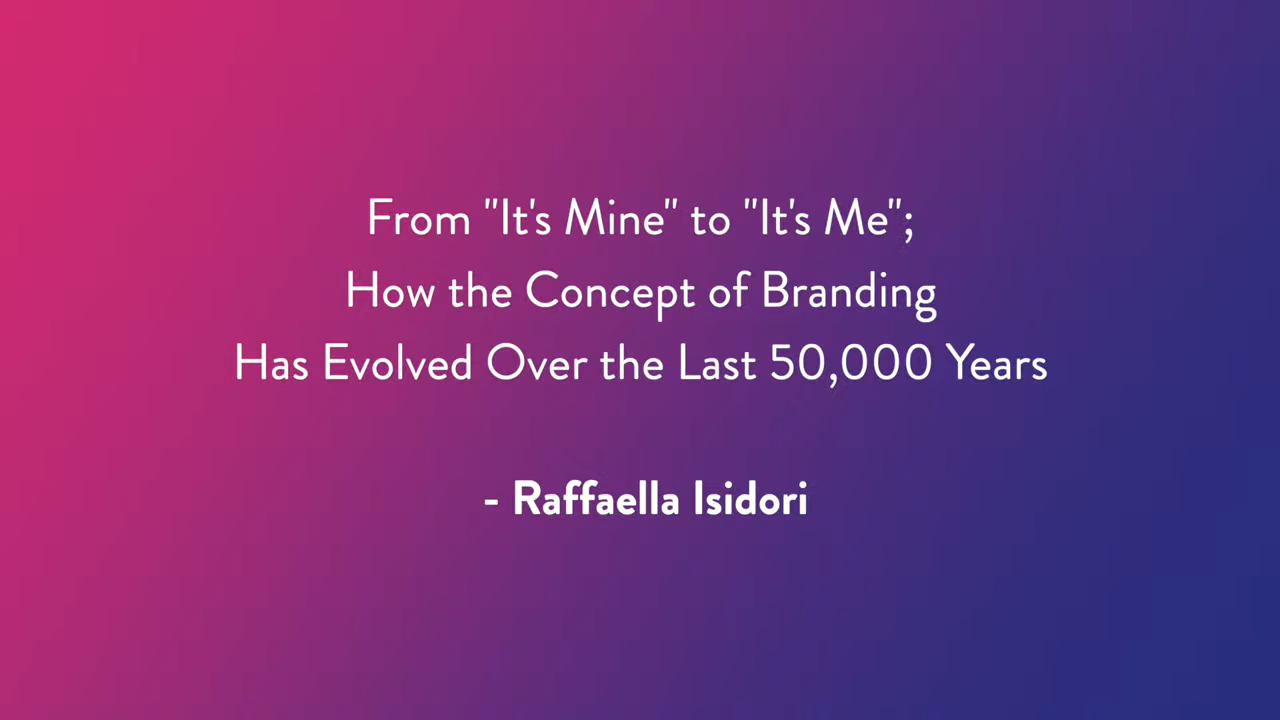 From "It's Mine" to "It's Me";
How the Concept of Branding
Has Evolved Over the Last 50,000 Years
- Raffaella Isidori